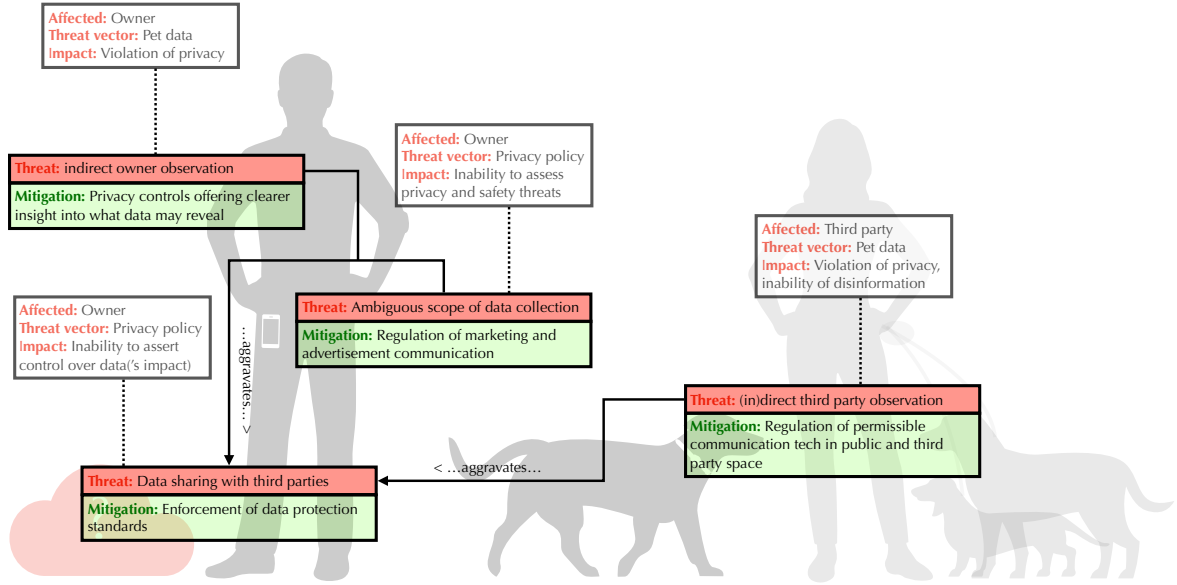 Affected: Owner
Threat vector: Pet data
Impact: Violation of privacy
Threat: indirect owner observation
Mitigation: Privacy controls offering clearer
insight into what data may reveal
Affected: Owner
Threat vector: Privacy policy
Impact: Inability to assess
privacy and safety threats
Threat: Ambiguous scope of data collection
Mitigation: Regulation of marketing and
advertisement communication
Affected: Third party
Threat vector: Pet data
Impact: Violation of privacy,
inability of disinformation
Threat: (in)direct third party observation
Mitigation: Regulation of permissible
communication tech in public and third
party space
Affected: Owner
Threat vector: Privacy policy
Impact: Inability to assert
control over data('s impact)
...aggravates... >
< ...aggravates...
Threat: Data sharing with third parties
Mitigation: Enforcement of data protection
standards